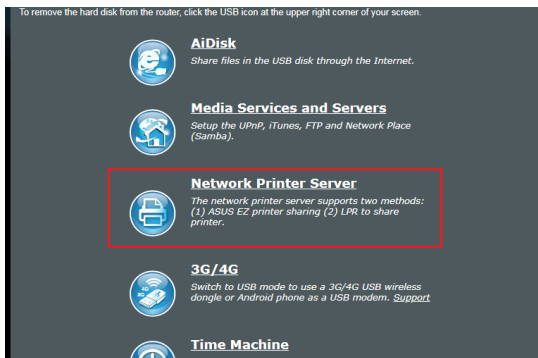 To remove the hard disk from the router, click the USB icon at the upper right corner of your screen.
AiDisk
Share files in the USB disk through the Internet.
Media Services and Servers
Setup the UPnP, iTunes, FTP and Network Place
(Samba).
Network Printer Server
The network printer server supports two methods:
(1) ASUS EZ printer sharing (2) LPR to share
printer.
3G/4G
4G
3G
Switch to USB mode to use a 3G/4G USB wireless
dongle or Android phone as a USB modem. Support
Time Machine